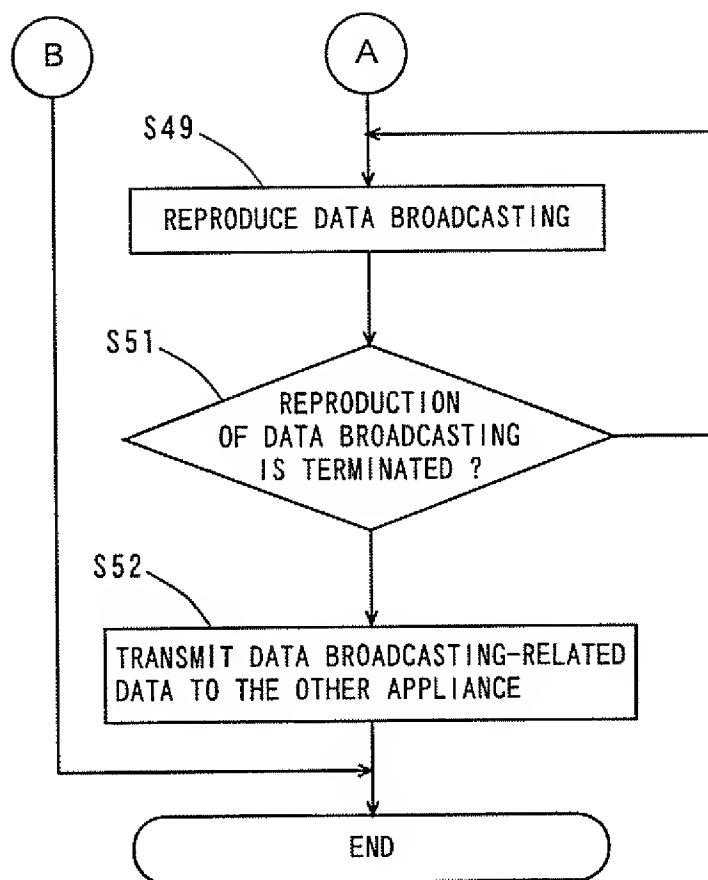 B
A
S49
REPRODUCE DATA BROADCASTING
S51
REPRODUCTION
OF DATA BROADCASTING
IS TERMINATED ?
S52
TRANSMIT DATA BROADCASTING-RELATED
DATA TO THE OTHER APPLIANCE
END